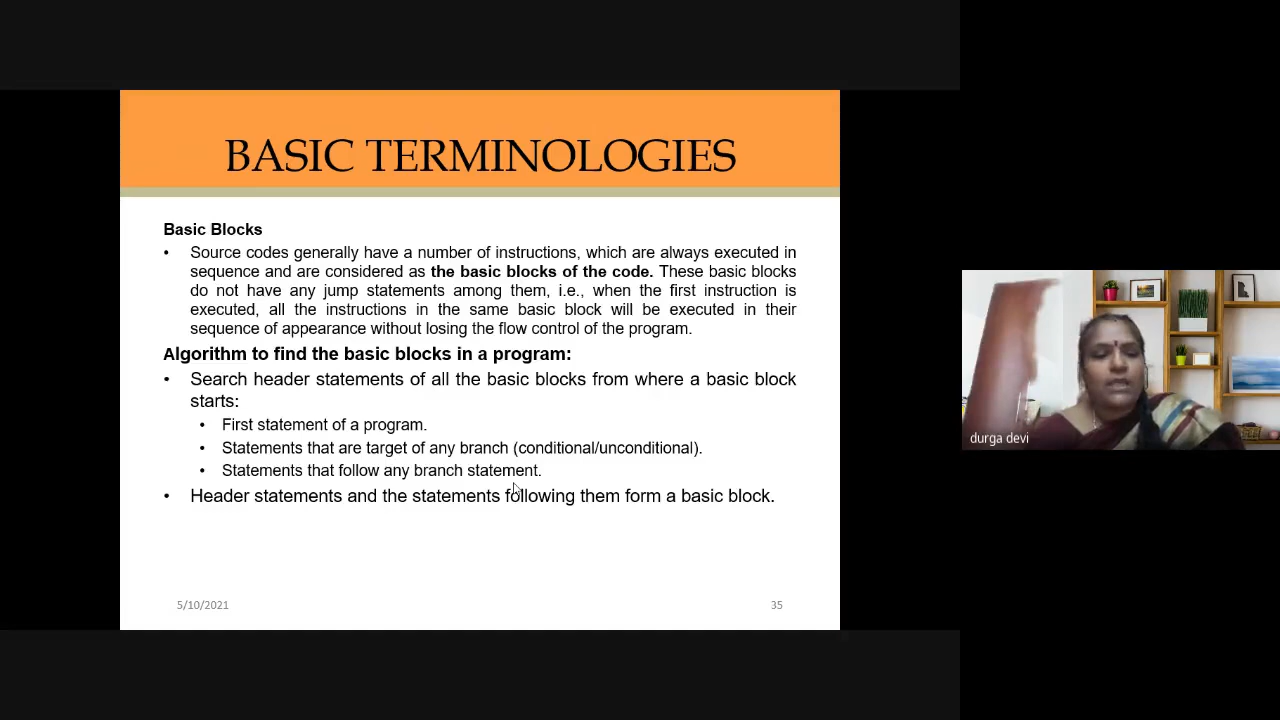 BASIC TERMINOLOGIES
Basic Blocks
• Source codes generally have a number of instructions, which are always executed in
sequence and are considered as the basic blocks of the code. These basic blocks
do not have any jump statements among them, i.e., when the first instruction is
executed, all the instructions in the same basic block will be executed in their
sequence of appearance without losing the flow control of the program.
Algorithm to find the basic blocks in a program:
• Search header statements of all the basic blocks from where a basic block
starts:
• First statement of a program.
• Statements that are target of any branch (conditional/unconditional).
• Statements that follow any branch statement.
• Header statements and the statements following them form a basic block.
5/10/2021
35
durga devi